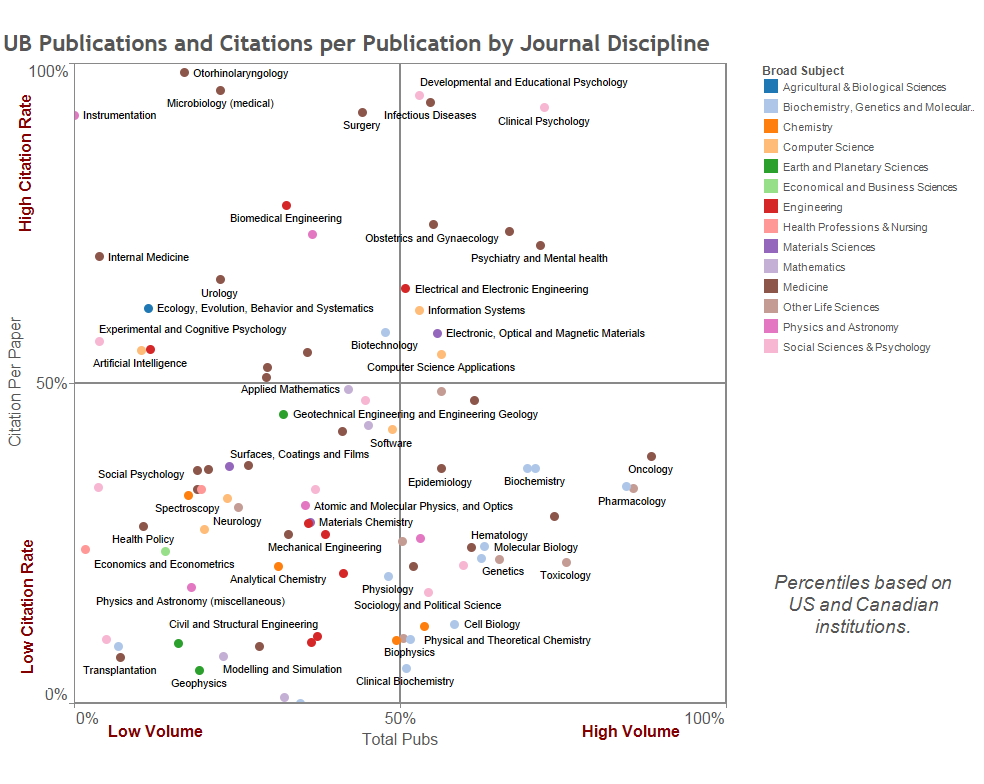 UB Publications and Citations per Publication by Journal Discipline
100%
High Citation Rate
Citation Per Paper
50%
Low Citation Rate
0%
Otorhinolaryngology
Developmental and Educational Psychology
Microbiology (medical)
Instrumentation
Surgery
Infectious Diseases
Clinical Psychology
Biomedical Engineering
Obstetrics and Gynaecology
Internal Medicine
Psychiatry and Mental health
Urology
Electrical and Electronic Engineering
Ecology, Evolution, Behavior and Systematics
Information Systems
Experimental and Cognitive Psychology
Electronic, Optical and Magnetic Materials
Biotechnology
Artificial Intelligence
Computer Science Applications
Applied Mathematics
Geotechnical Engineering and Engineering Geology
Software
Surfaces, Coatings and Films
Social Psychology
Oncology
Epidemiology
Biochemistry
Pharmacology
Spectroscopy
Atomic and Molecular Physics, and Optics
Neurology
Materials Chemistry
Health Policy
Hematology
Mechanical Engineering
Molecular Biology
Economics and Econometrics
Genetics
Analytical Chemistry
Toxicology
Physiology
Physics and Astronomy (miscellaneous)
Sociology and Political Science
Civil and Structural Engineering
Cell Biology
Physical and Theoretical Chemistry
Biophysics
Transplantation
Modelling and Simulation
Geophysics
Clinical Biochemistry
0%
50%
100%
Low Volume
Total Pubs
High Volume
Broad Subject
Agricultural & Biological Sciences
Biochemistry, Genetics and Molecular..
Chemistry
Computer Science
Earth and Planetary Sciences
Economical and Business Sciences
Engineering
Health Professions & Nursing
Materials Sciences
Mathematics
Medicine
Other Life Sciences
Physics and Astronomy
Social Sciences & Psychology
Percentiles based on
US and Canadian
institutions.